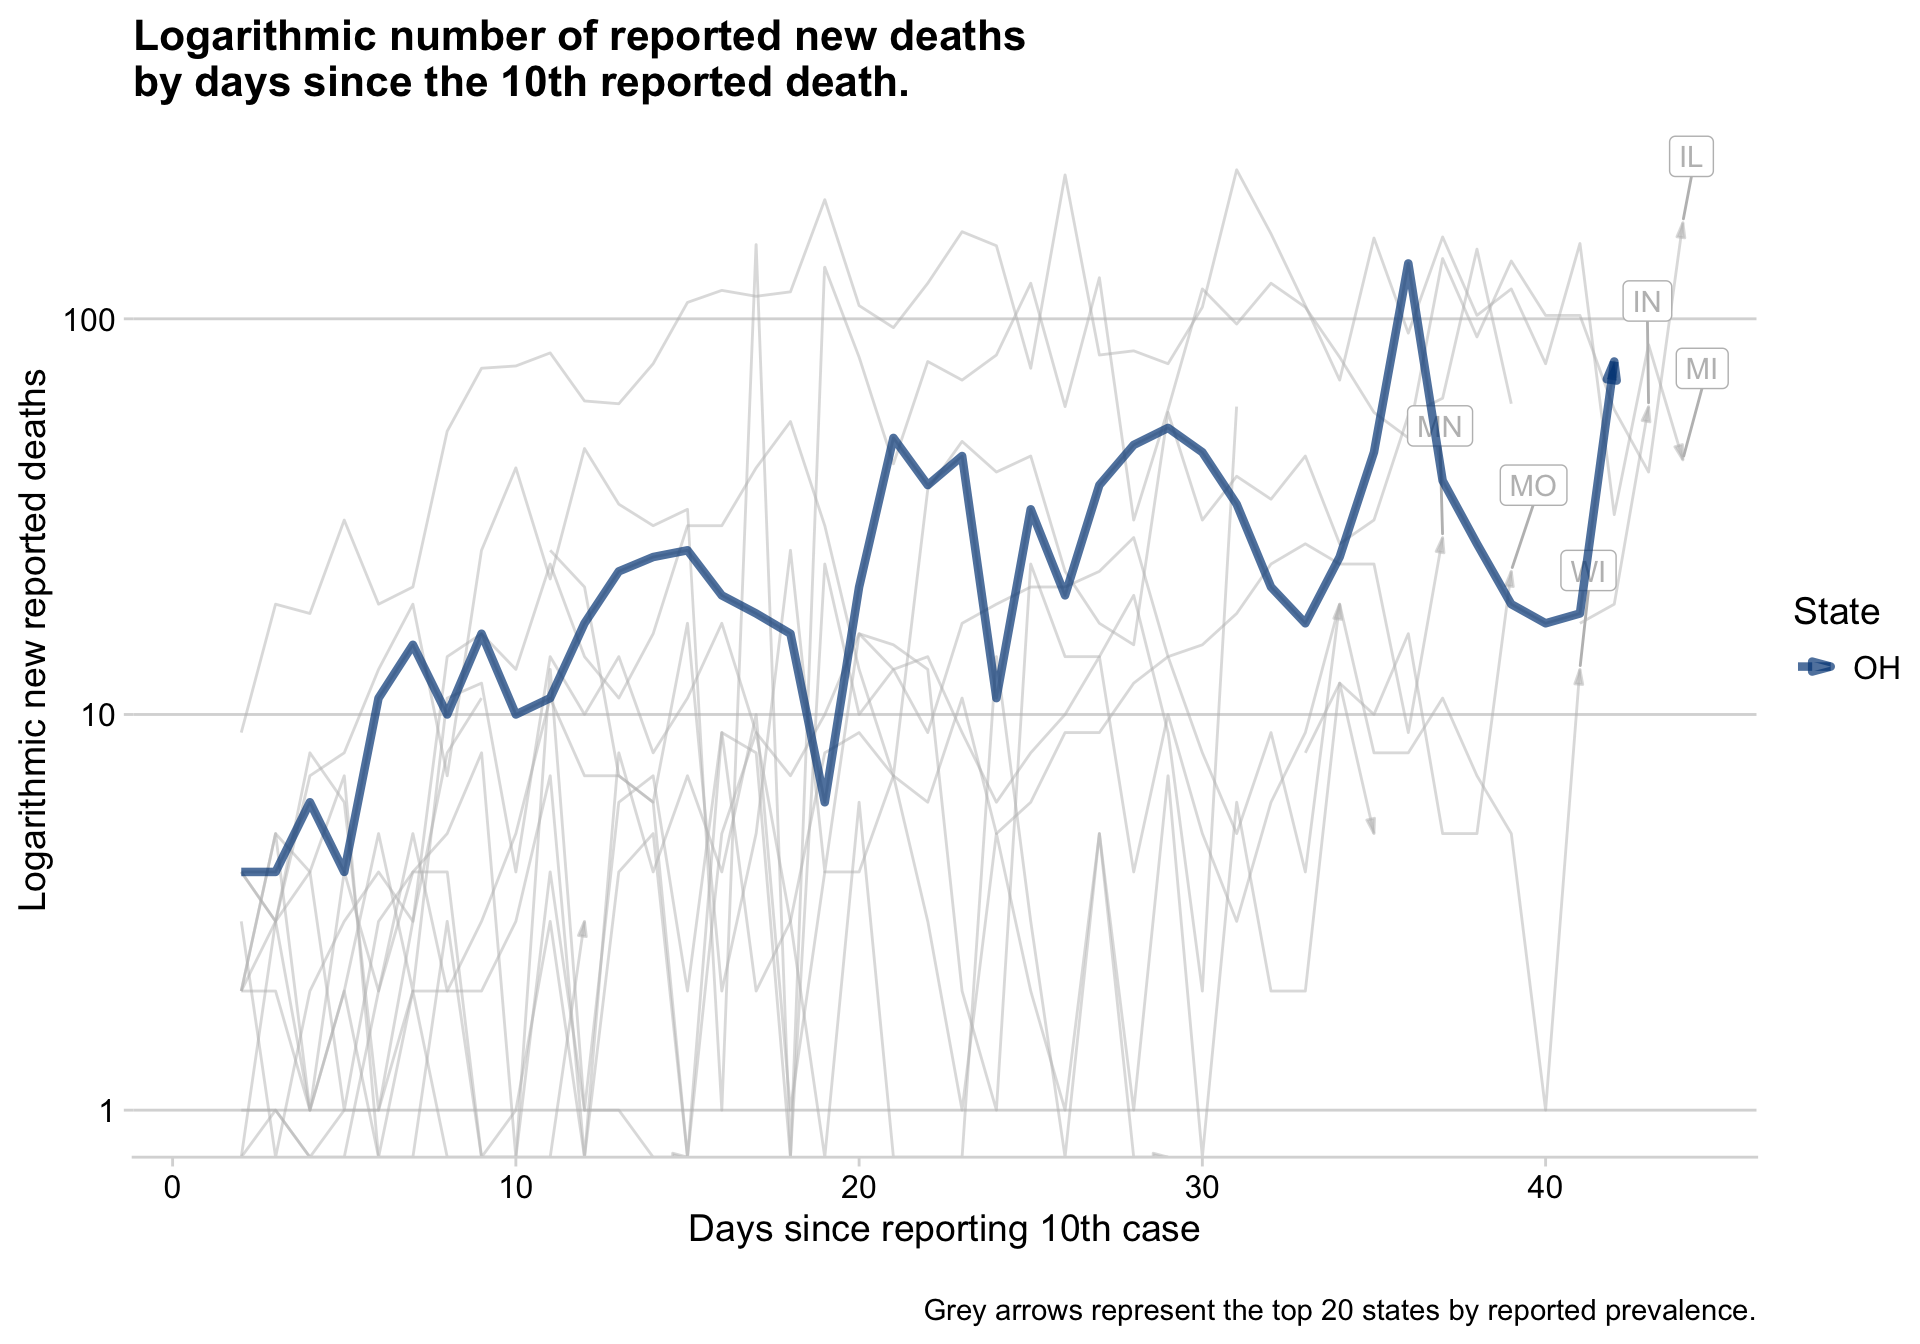 Logarithmic number of reported new deaths
by days since the 10th reported death.
Logarithmic new reported deaths
100
10
1
IL
IN
MI
MN
MO
WI
State
OH
0
10
20
30
40
Days since reporting 10th case
Grey arrows represent the top 20 states by reported prevalence.